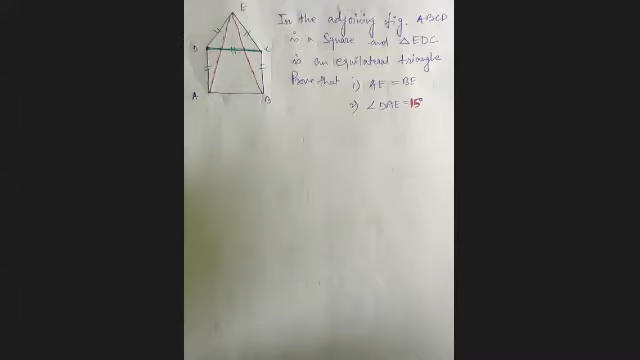 E
D
C
A
B
In the adjoining fig. ABCD
is a Square and △EDC
is an equilateral triangle
Prove that i) AE = BE
2) ∠DAE = 15°